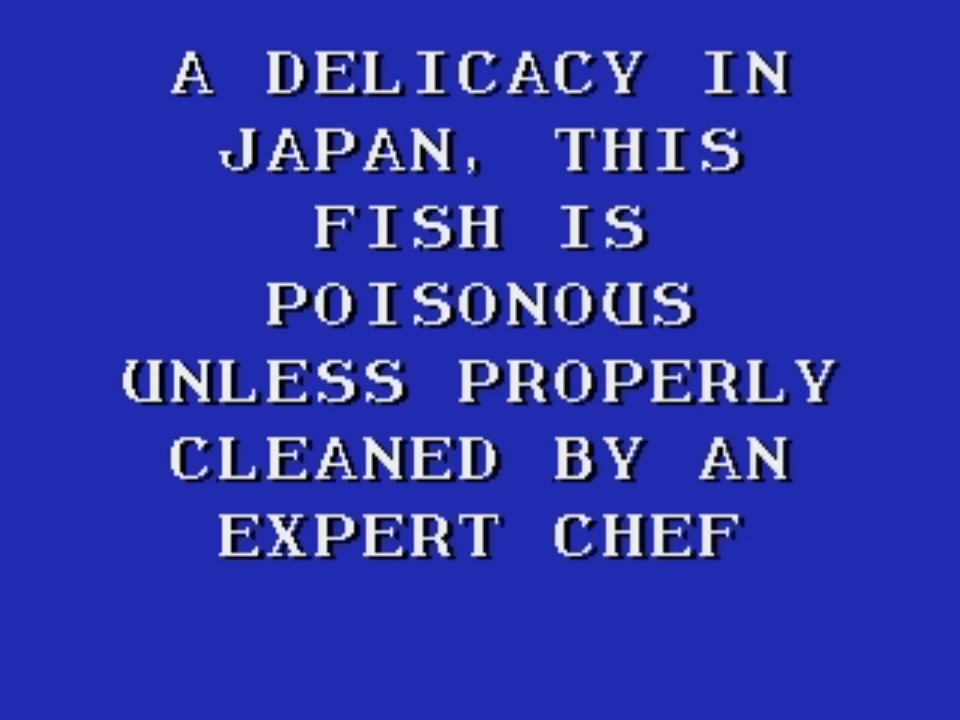 A DELICACY IN
JAPAN, THIS
FISH IS
POISONOUS
UNLESS PROPERLY
CLEANED BY AN
EXPERT CHEF